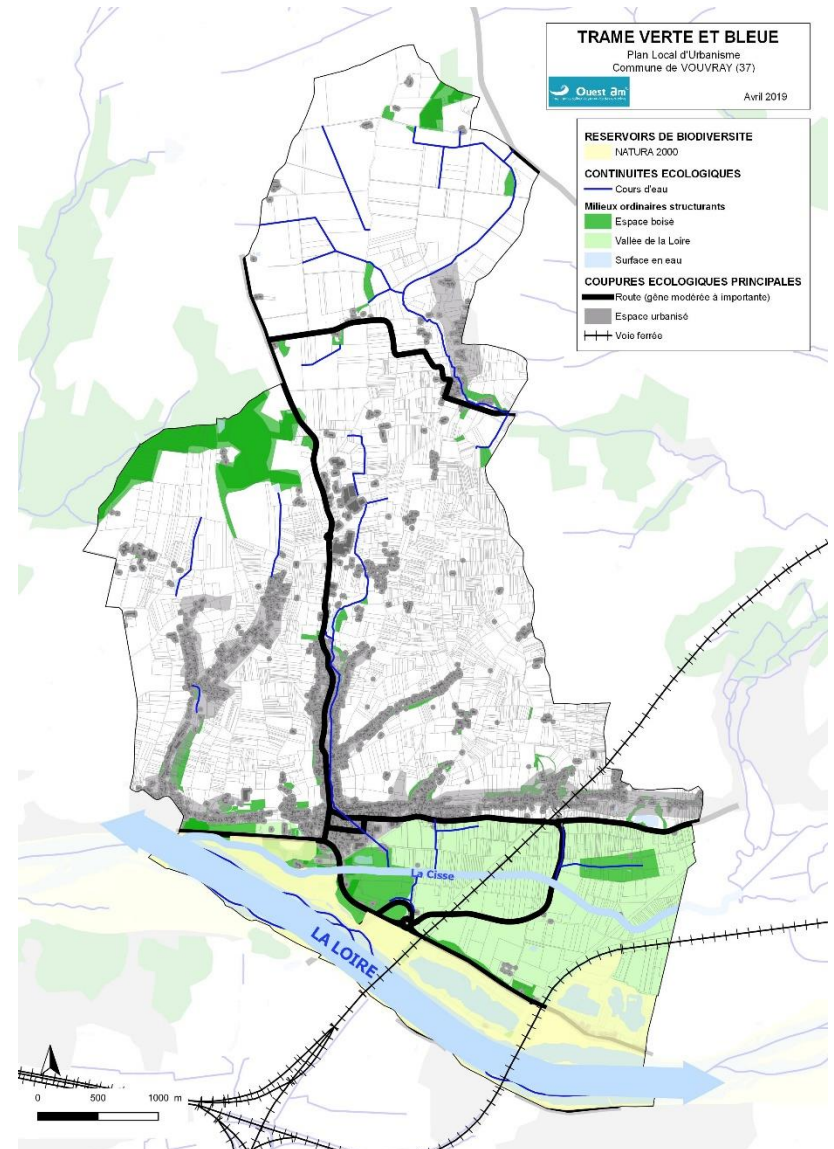 TRAME VERTE ET BLEUE
Plan Local d'Urbanisme
Commune de VOUVRAY (37)
Ouest am'
Avril 2019
RESERVOIRS DE BIODIVERSITE
NATURA 2000
CONTINUITES ECOLOGIQUES
Cours d'eau
Milieux ordinaires structurants
Espace boisé
Vallée de la Loire
Surface en eau
COUPURES ECOLOGIQUES PRINCIPALES
Route (gêne modérée à importante)
Espace urbanisé
Voie ferrée
La Cisse
LA LOIRE
0 500 1000 m